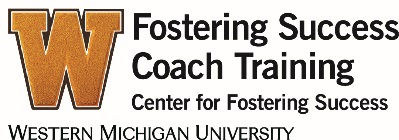 W
Fostering Success
Coach Training
Center for Fostering Success
WESTERN MICHIGAN UNIVERSITY